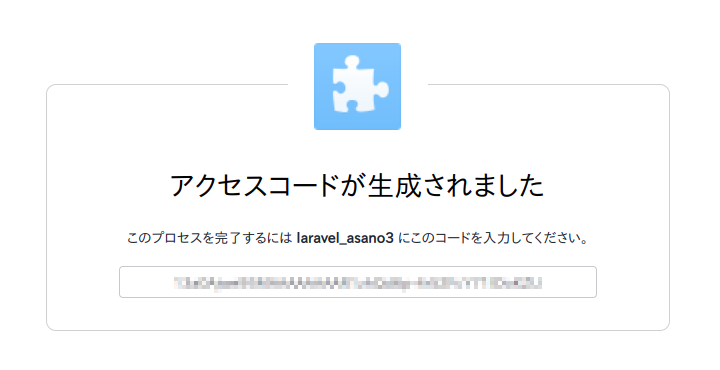 アクセスコードが生成されました
このプロセスを完了するには laravel_asano3 にこのコードを入力してください。